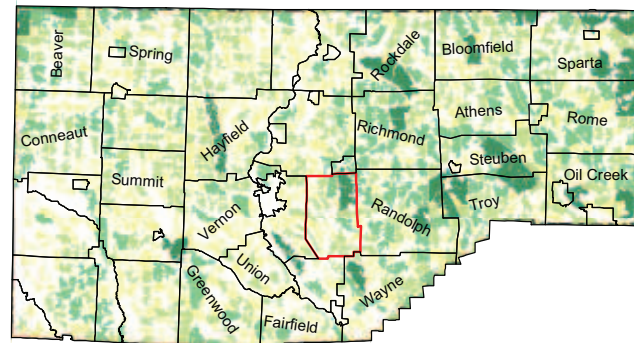 Beaver
Spring
Rockdale
Bloomfield
Sparta
Conneaut
Hayfield
Richmond
Athens
Rome
Summit
Steuben
Oil Creek
Vernon
Randolph
Troy
Union
Greenwood
Wayne
Fairfield